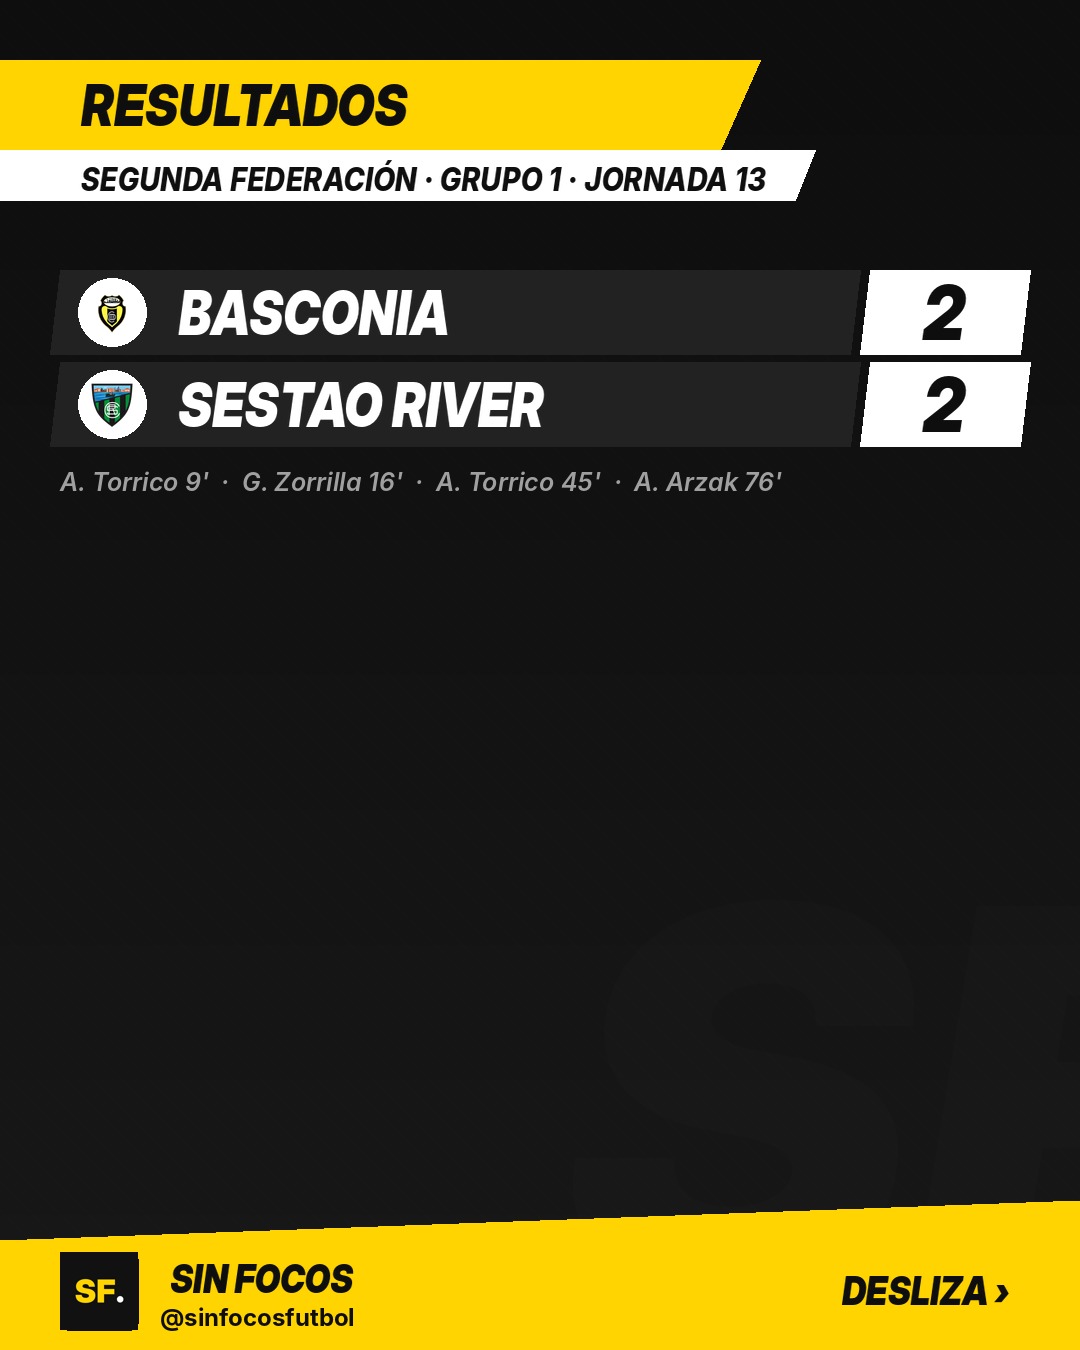 RESULTADOS
SEGUNDA FEDERACIÓN · GRUPO 1 · JORNADA 13
BASCONIA 2
SESTAO RIVER 2
A. Torrico 9' · G. Zorrilla 16' · A. Torrico 45' · A. Arzak 76'
SF
SF.
SIN FOCOS
@sinfocosfutbol
DESLIZA ›